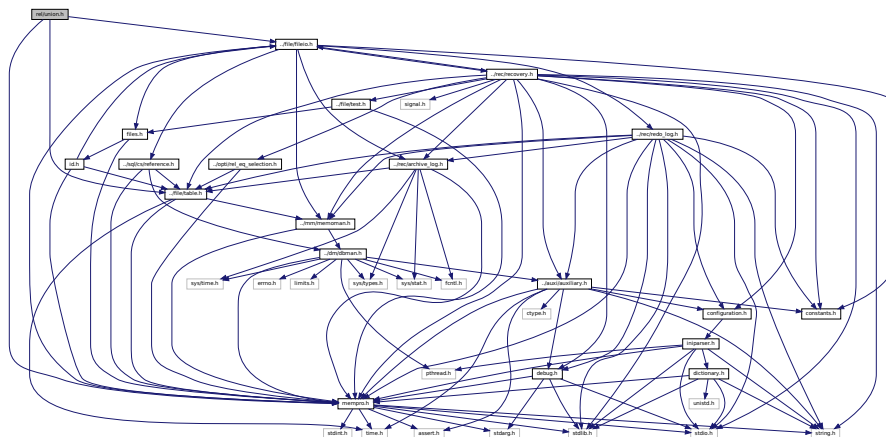 rel/union.h
../file/fileio.h
../rec/recovery.h
../file/test.h
signal.h
files.h
../rec/redo_log.h
id.h
../sql/cs/reference.h
../opti/rel_eq_selection.h
../rec/archive_log.h
../file/table.h
../mm/memoman.h
../dm/dbman.h
sys/time.h
errno.h
limits.h
sys/types.h
sys/stat.h
fcntl.h
../auxi/auxiliary.h
ctype.h
configuration.h
constants.h
iniparser.h
pthread.h
debug.h
dictionary.h
unistd.h
mempro.h
stdint.h
time.h
assert.h
stdarg.h
stdlib.h
stdio.h
string.h